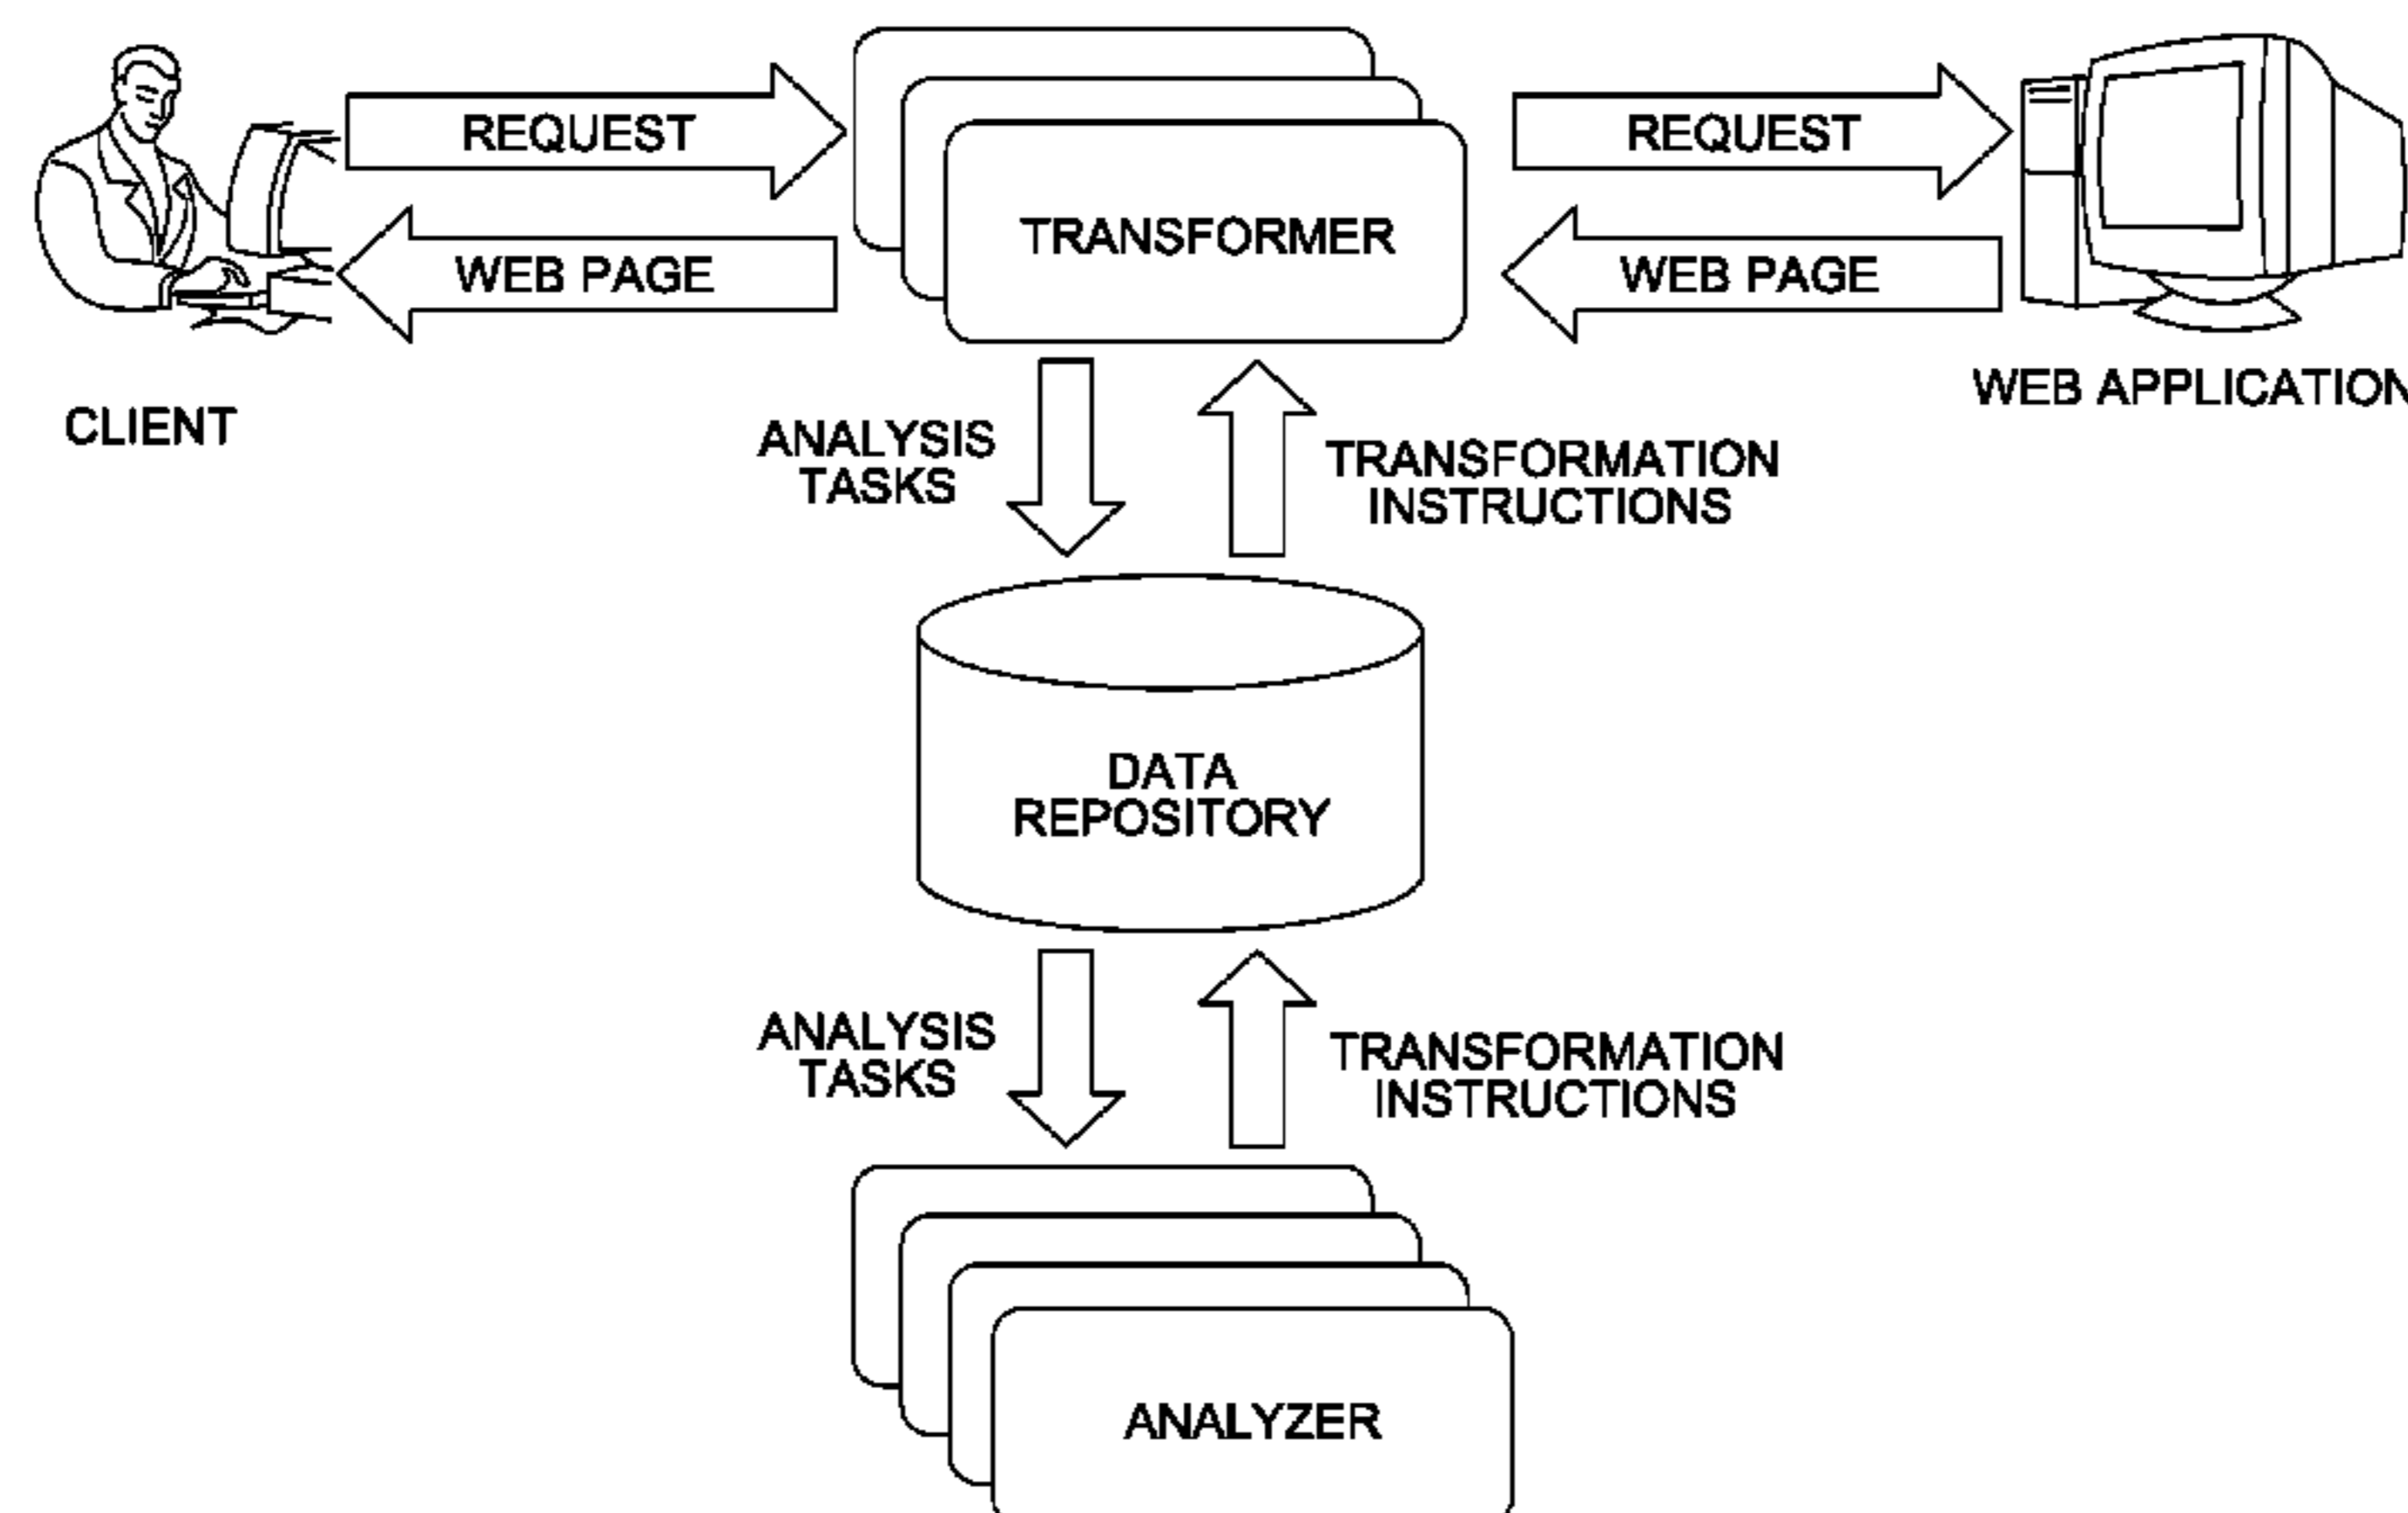 REQUEST
REQUEST
TRANSFORMER
WEB PAGE
WEB PAGE
CLIENT
WEB APPLICATION
ANALYSIS
TASKS
TRANSFORMATION
INSTRUCTIONS
DATA
REPOSITORY
ANALYSIS
TASKS
TRANSFORMATION
INSTRUCTIONS
ANALYZER